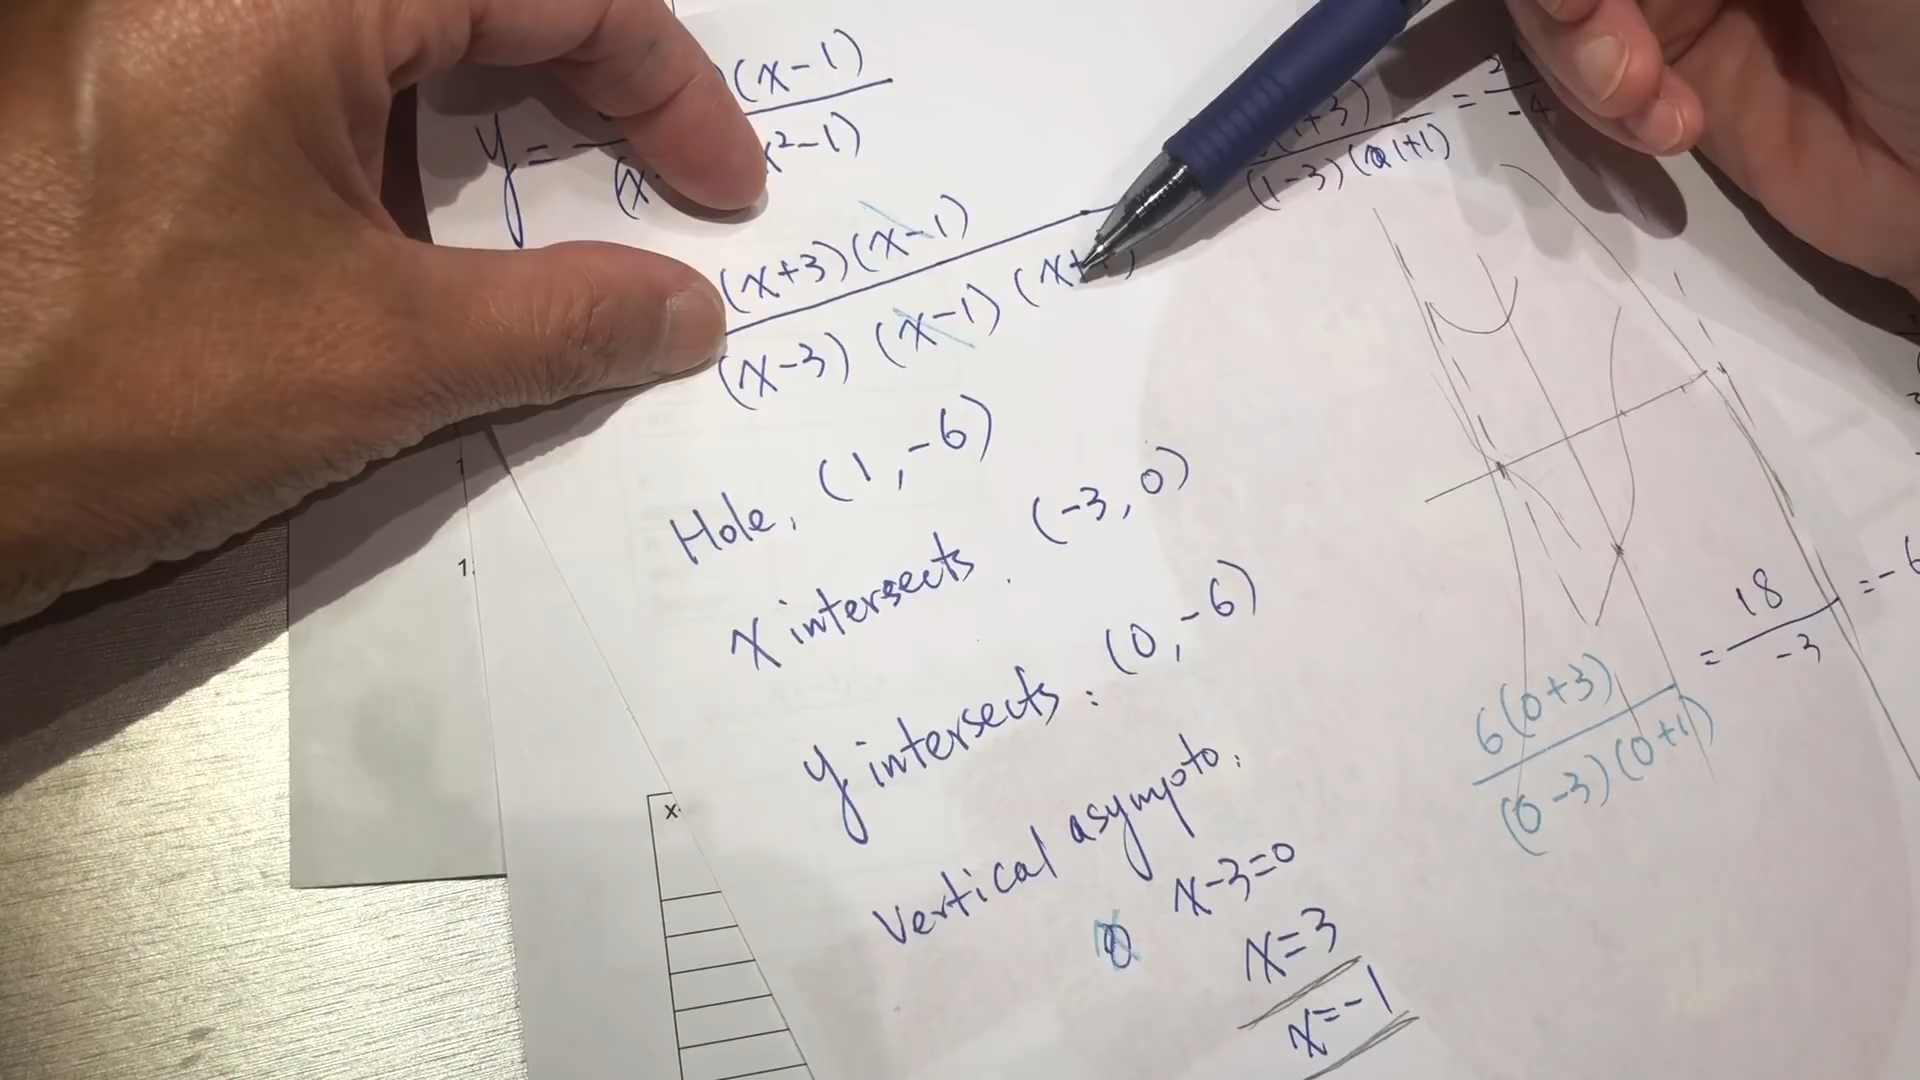 y = (x-1)
(x x²-1)
(x+3)(x-1)
(x-3) (x-1) (x+
Hole. (1,-6)
x intersects. (-3,0)
y intersects: (0,-6)
Vertical asympoto.
x-3=0
x=3
x=-1
+3) =
(1-3)(1+1) -4
6(0+3) = 18 = -6
(0-3)(0+1) -3
1.
x